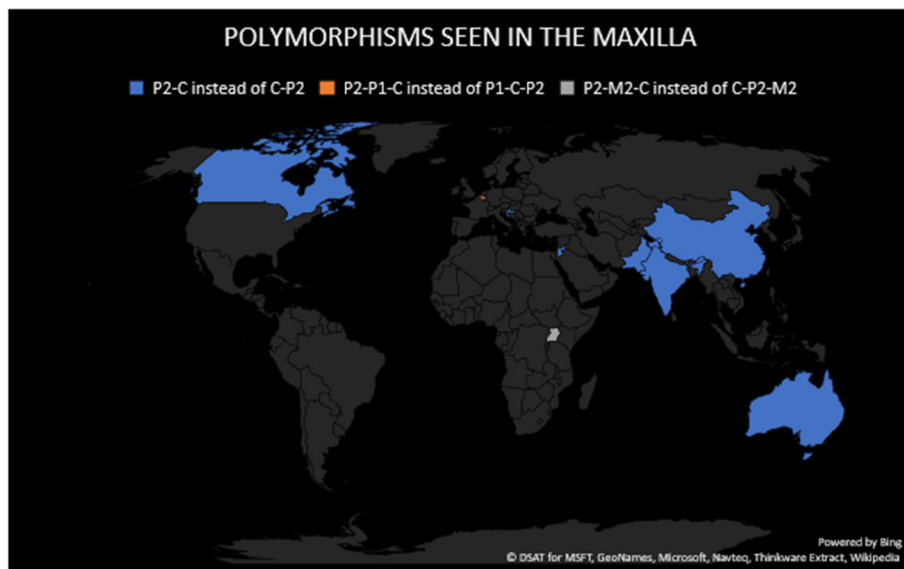 POLYMORPHISMS SEEN IN THE MAXILLA
P2-C instead of C-P2 P2-P1-C instead of P1-C-P2 P2-M2-C instead of C-P2-M2
Powered by Bing
© DSAT for MSFT, GeoNames, Microsoft, Navteq, Thinkware Extract, Wikipedia